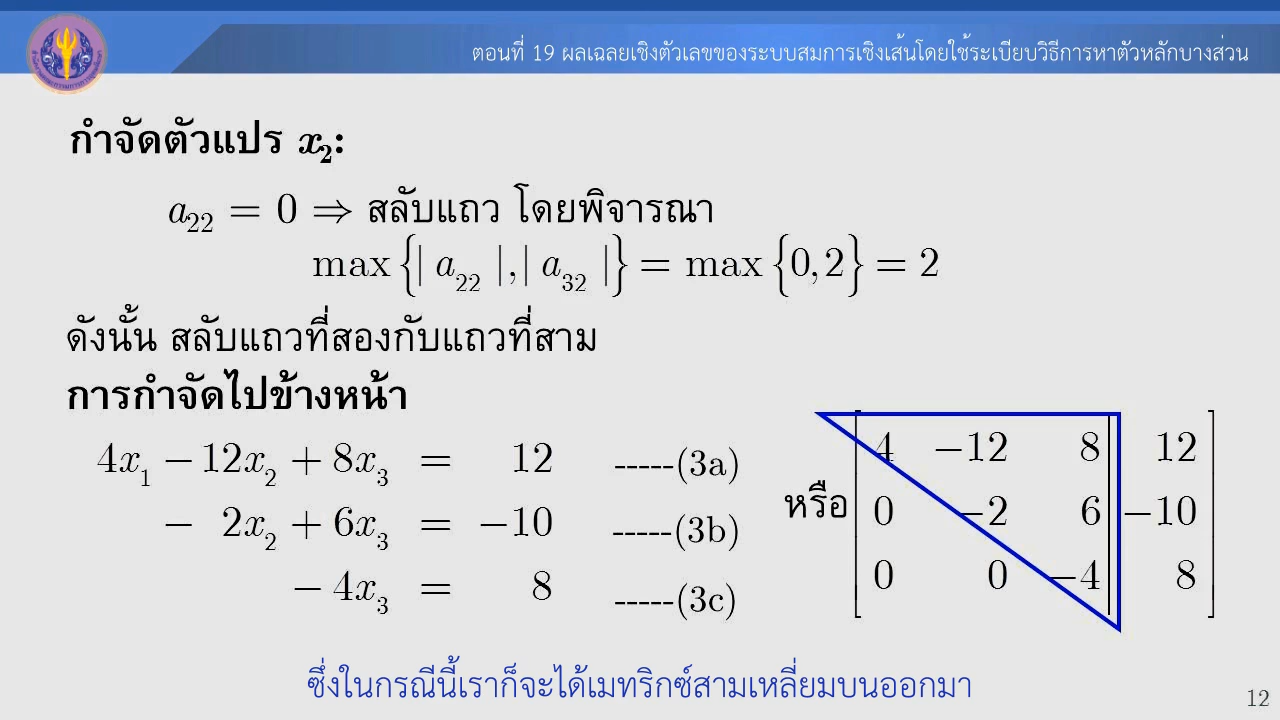 ตอนที่ 19 ผลเฉลยเชิงตัวเลขของระบบสมการเชิงเส้นโดยใช้ระเบียบวิธีการหาตัวหลักบางส่วน
กำจัดตัวแปร x₂:
a₂₂ = 0 ⇒ สลับแถว โดยพิจารณา
max{| a₂₂ |,| a₃₂ |} = max{0,2} = 2
ดังนั้น สลับแถวที่สองกับแถวที่สาม
การกำจัดไปข้างหน้า
4x₁ − 12x₂ + 8x₃ = 12 -----(3a)
− 2x₂ + 6x₃ = −10 -----(3b)
− 4x₃ = 8 -----(3c)
หรือ
4 −12 8 12
0 −2 6 −10
0 0 −4 8
ซึ่งในกรณีนี้เราก็จะได้เมทริกซ์สามเหลี่ยมบนออกมา
12